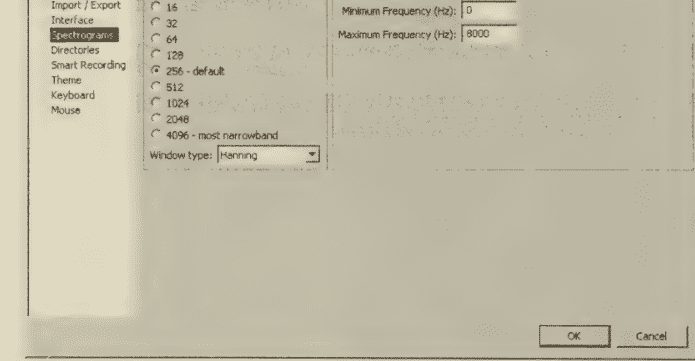 Import / Export
Interface
Spectrograms
Directories
Smart Recording
Theme
Keyboard
Mouse
16
32
64
128
256 - default
512
1024
2048
4096 - most narrowband
Window type: Hanning
Minimum Frequency (Hz): 0
Maximum Frequency (Hz): 8000
OK
Cancel